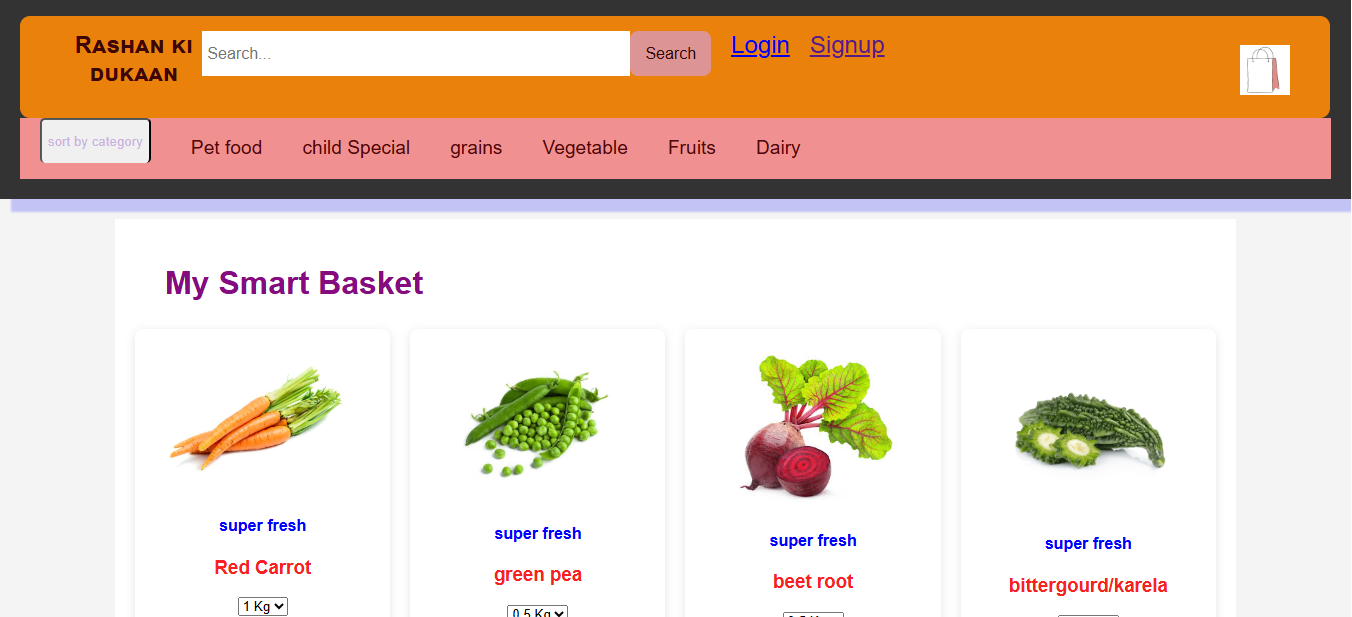 Rashan ki
dukaan
Search...
Search
Login
Signup
sort by category
Pet food
child Special
grains
Vegetable
Fruits
Dairy
My Smart Basket
super fresh
super fresh
super fresh
super fresh
Red Carrot
green pea
beet root
bittergourd/karela
1 Kg
0.5 Kg